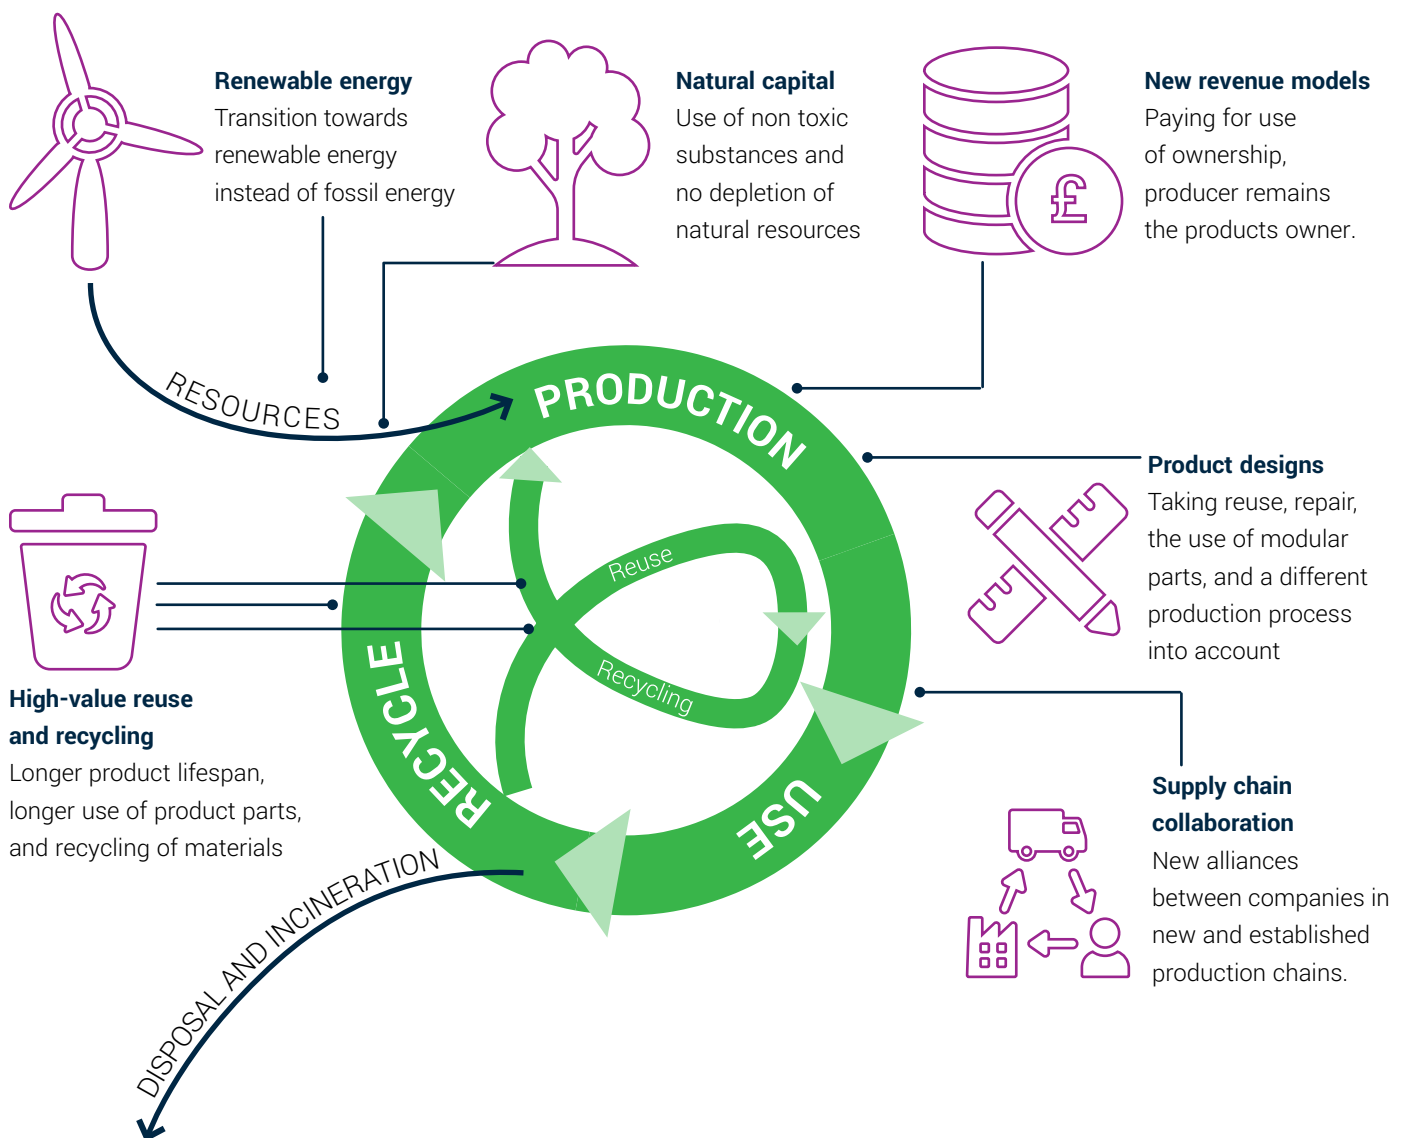 Renewable energy
Transition towards
renewable energy
instead of fossil energy
Natural capital
Use of non toxic
substances and
no depletion of
natural resources
New revenue models
Paying for use
of ownership,
producer remains
the products owner.
£
RESOURCES
PRODUCTION
Product designs
Taking reuse, repair,
the use of modular
parts, and a different
production process
into account
Reuse
Recycling
RECYCLE
USE
High-value reuse
and recycling
Longer product lifespan,
longer use of product parts,
and recycling of materials
Supply chain
collaboration
New alliances
between companies in
new and established
production chains.
DISPOSAL AND INCINERATION